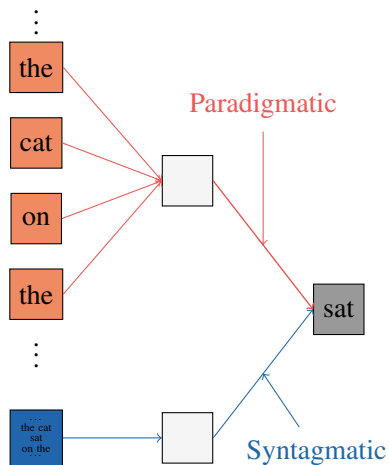 ⋮
the
Paradigmatic
cat
on
the
sat
⋮
...
the cat
sat
on the
...
Syntagmatic